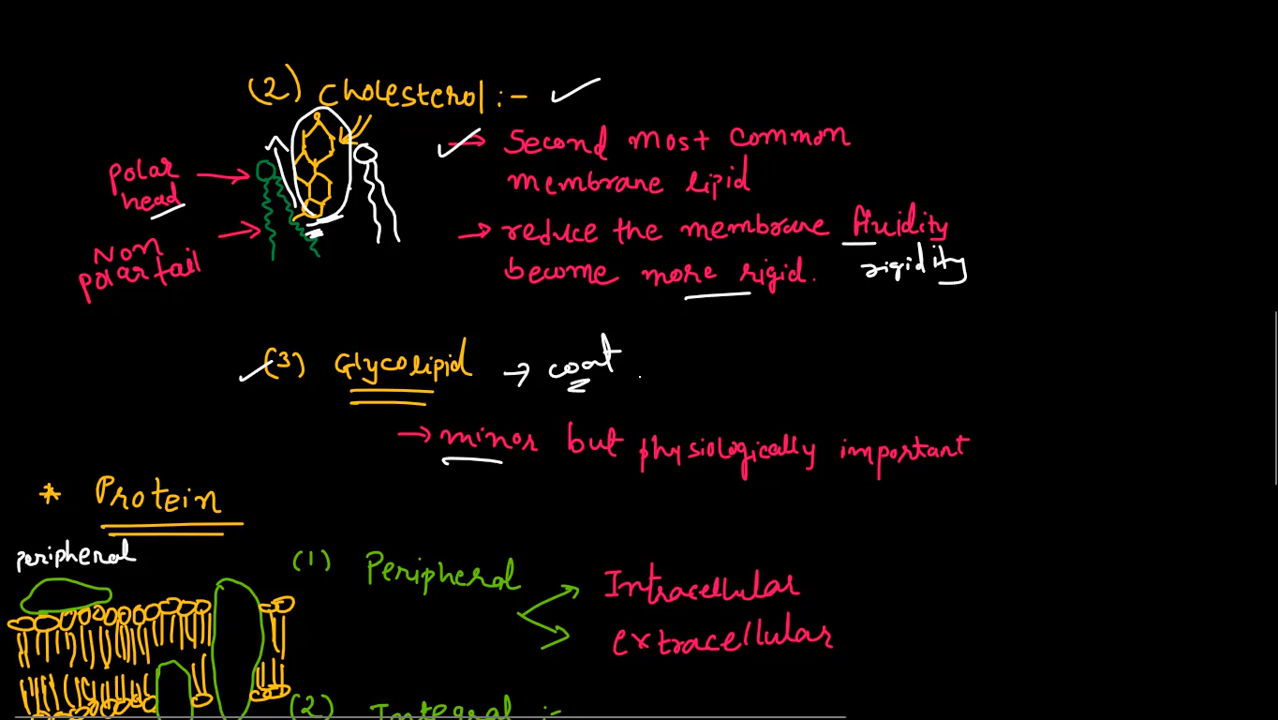 (2) Cholesterol :-
→ Second most common
membrane lipid
polar
head →
Non
polar tail →
→ reduce the membrane fluidity
become more rigid. rigidity
(3) Glycolipid → coat
→ minor but physiologically important
* Protein
peripheral
(1) Peripheral
Intracellular
extracellular
(2) Integral :-